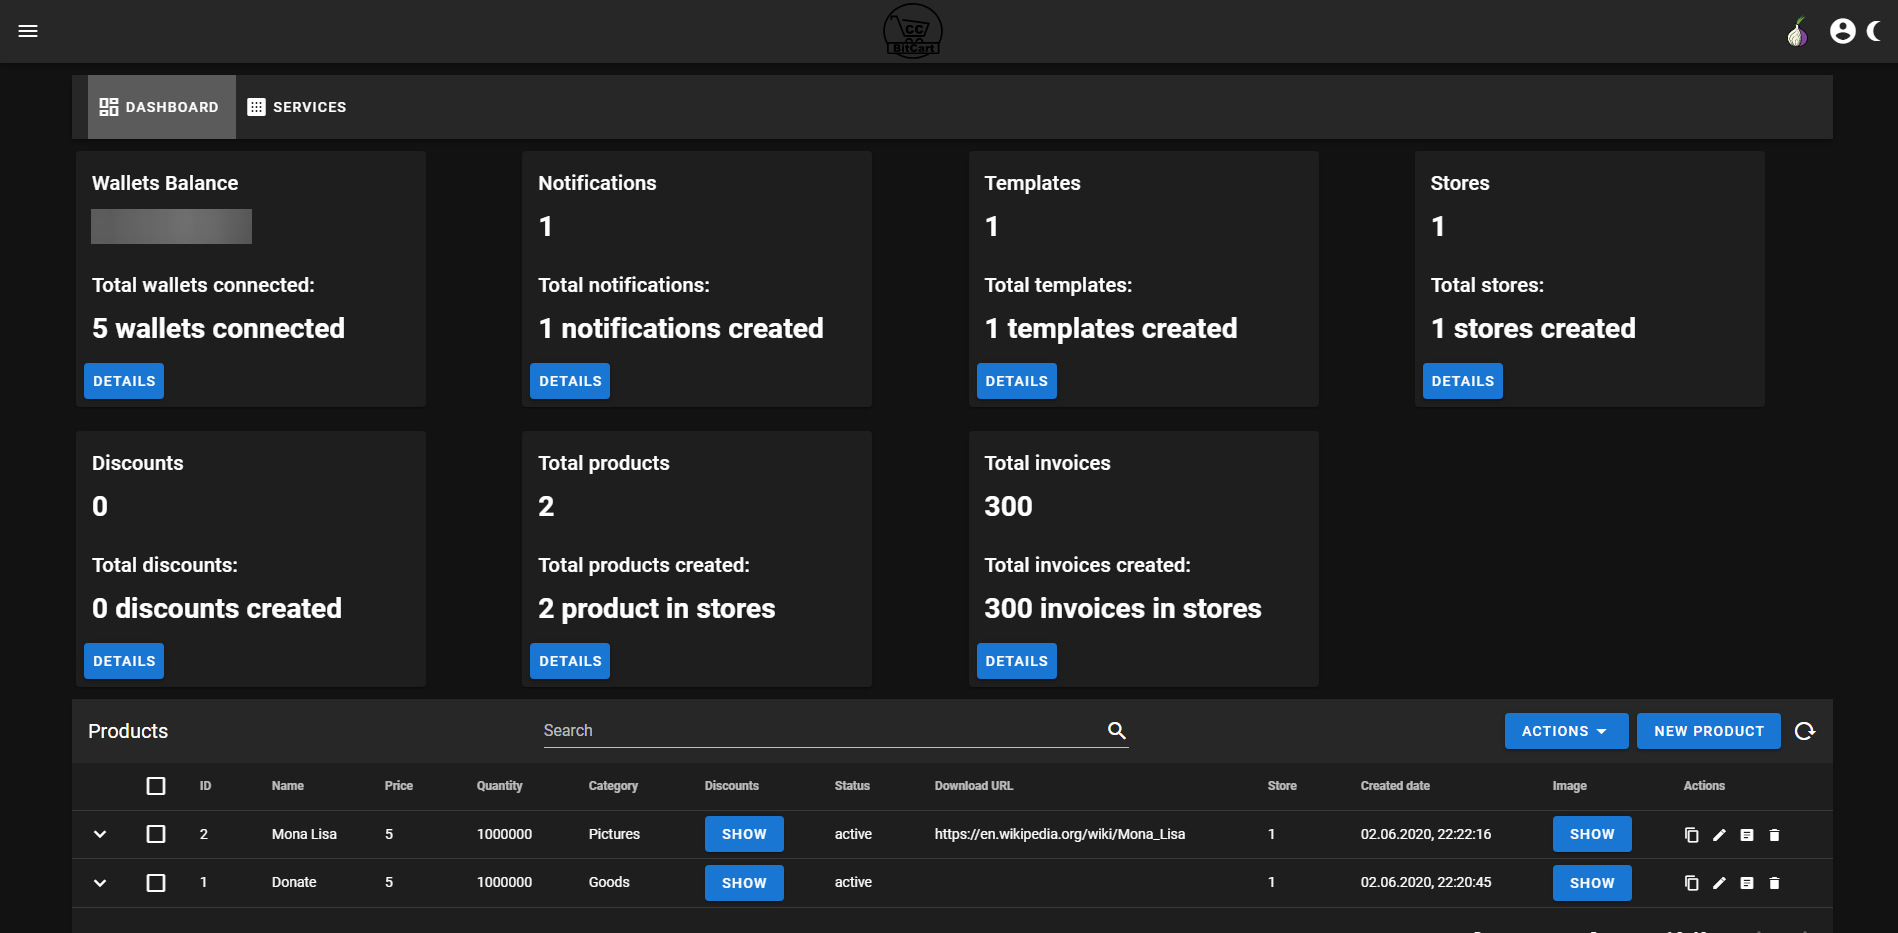 CC
BitCart
DASHBOARD SERVICES
Wallets Balance
Total wallets connected:
5 wallets connected
DETAILS
Notifications
1
Total notifications:
1 notifications created
DETAILS
Templates
1
Total templates:
1 templates created
DETAILS
Stores
1
Total stores:
1 stores created
DETAILS
Discounts
0
Total discounts:
0 discounts created
DETAILS
Total products
2
Total products created:
2 product in stores
DETAILS
Total invoices
300
Total invoices created:
300 invoices in stores
DETAILS
Products Search ACTIONS NEW PRODUCT
ID Name Price Quantity Category Discounts Status Download URL Store Created date Image Actions
2 Mona Lisa 5 1000000 Pictures SHOW active https://en.wikipedia.org/wiki/Mona_Lisa 1 02.06.2020, 22:22:16 SHOW
1 Donate 5 1000000 Goods SHOW active 1 02.06.2020, 22:20:45 SHOW